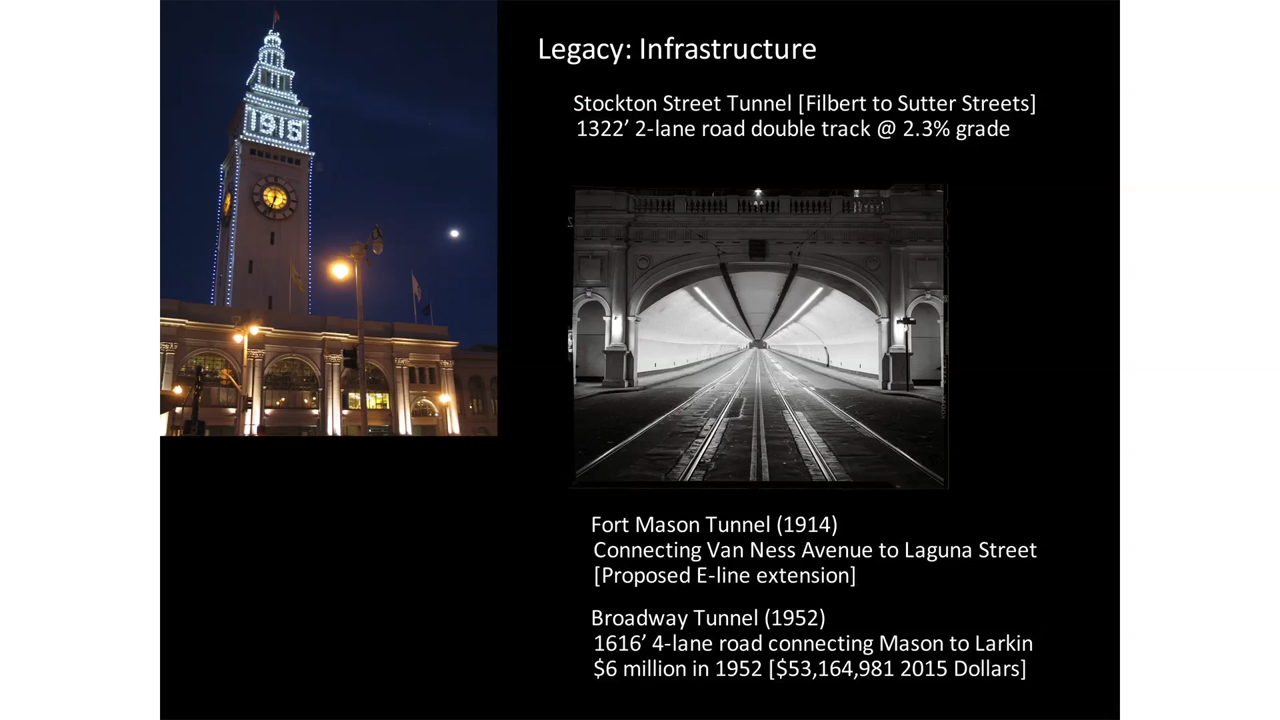 1915
Legacy: Infrastructure
Stockton Street Tunnel [Filbert to Sutter Streets]
1322’ 2-lane road double track @ 2.3% grade
Fort Mason Tunnel (1914)
Connecting Van Ness Avenue to Laguna Street
[Proposed E-line extension]
Broadway Tunnel (1952)
1616’ 4-lane road connecting Mason to Larkin
$6 million in 1952 [$53,164,981 2015 Dollars]